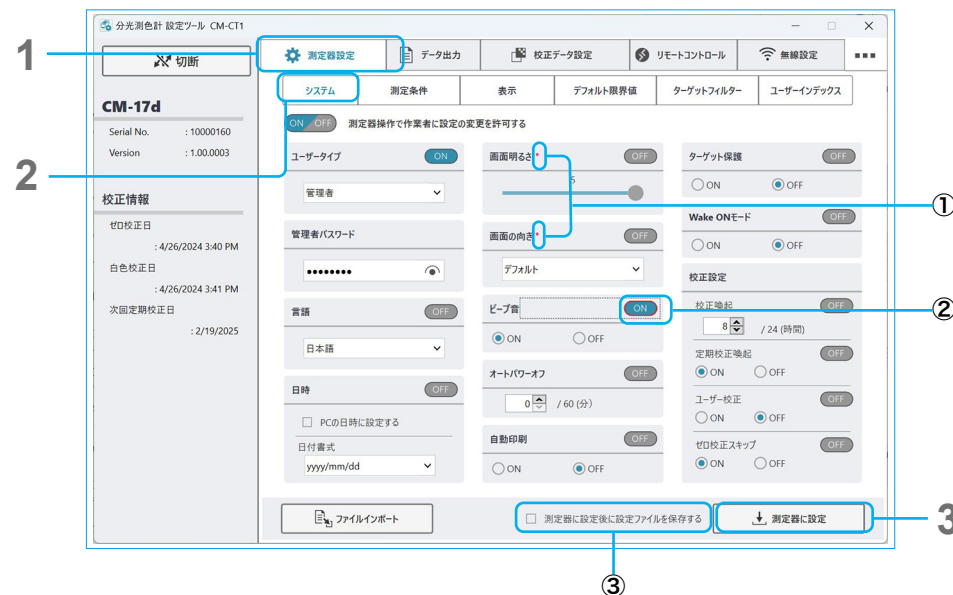 分光測色計 設定ツール CM-CT1
1
切断
測定器設定
データ出力
校正データ設定
リモートコントロール
無線設定
システム
測定条件
表示
デフォルト限界値
ターゲットフィルター
ユーザーインデックス
CM-17d
Serial No. : 10000160
Version : 1.00.0003
2
校正情報
ゼロ校正日
: 4/26/2024 3:40 PM
白色校正日
: 4/26/2024 3:41 PM
次回定期校正日
: 2/19/2025
ON OFF 測定器操作で作業者に設定の変更を許可する
ユーザータイプ ON
管理者
管理者パスワード
••••••••
言語 OFF
日本語
日時 OFF
PCの日時に設定する
日付書式
yyyy/mm/dd
画面明るさ* OFF
5
画面の向き* OFF
デフォルト
ビープ音 ON
ON OFF
オートパワーオフ OFF
0 / 60 (分)
自動印刷 OFF
ON OFF
ターゲット保護 OFF
ON OFF
①
Wake ONモード OFF
ON OFF
校正設定
校正喚起 OFF
②
8 / 24 (時間)
定期校正喚起 OFF
ON OFF
ユーザー校正 OFF
ON OFF
ゼロ校正スキップ OFF
ON OFF
ファイルインポート
測定器に設定後に設定ファイルを保存する
測定器に設定
3
③